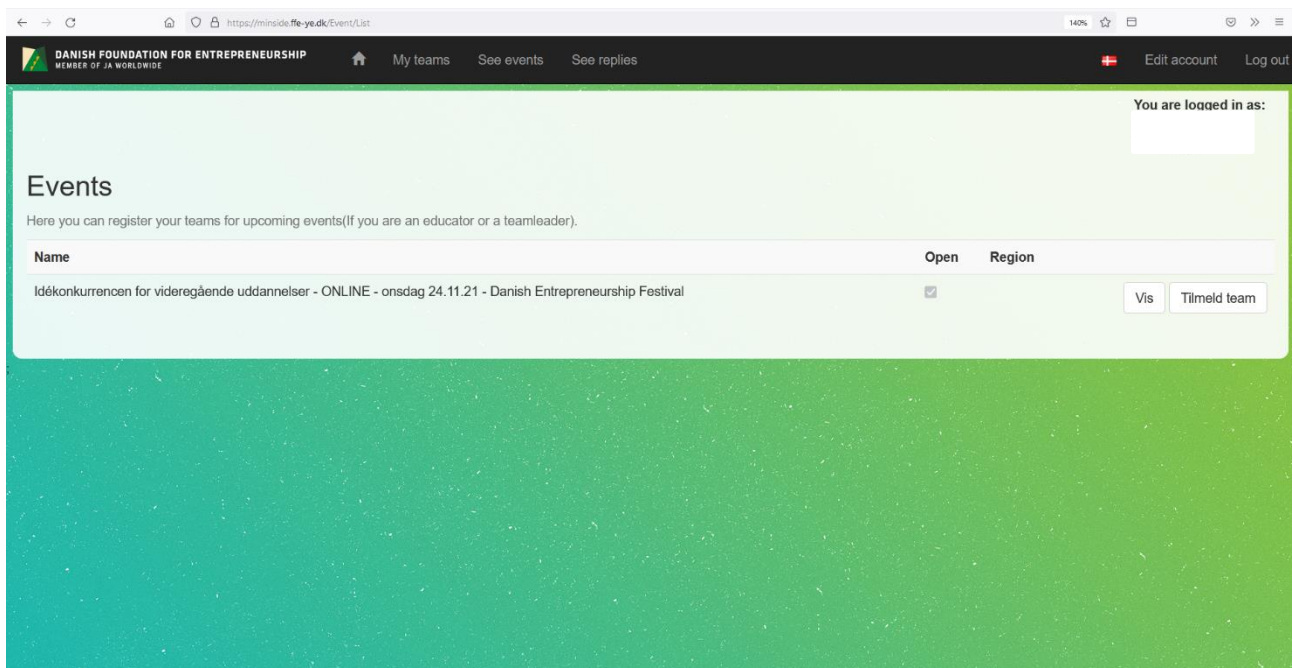 https://minside.ffe-ye.dk/Event/List
140%
DANISH FOUNDATION FOR ENTREPRENEURSHIP
MEMBER OF JA WORLDWIDE
My teams See events See replies Edit account Log out
You are logged in as:
Events
Here you can register your teams for upcoming events(If you are an educator or a teamleader).
Name Open Region
Idékonkurrencen for videregående uddannelser - ONLINE - onsdag 24.11.21 - Danish Entrepreneurship Festival Vis Tilmeld team